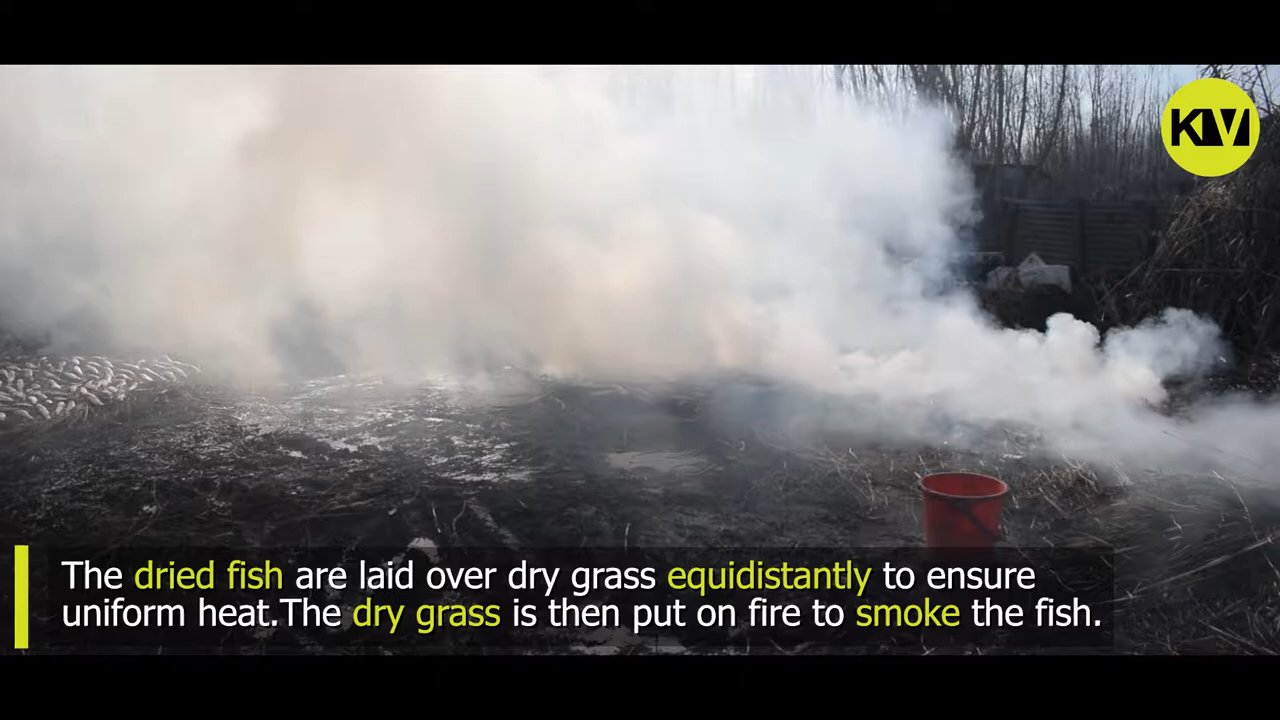 KV
The dried fish are laid over dry grass equidistantly to ensure
uniform heat.The dry grass is then put on fire to smoke the fish.